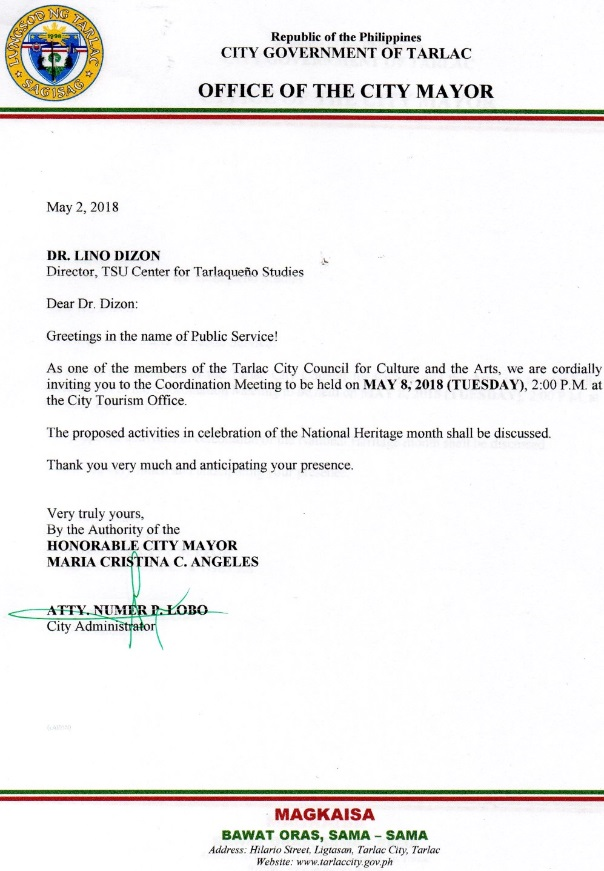 LUNGSOD NG TARLAC
1998
SAGISAG
Republic of the Philippines
CITY GOVERNMENT OF TARLAC
OFFICE OF THE CITY MAYOR
May 2, 2018
DR. LINO DIZON
Director, TSU Center for Tarlaqueño Studies
Dear Dr. Dizon:
Greetings in the name of Public Service!
As one of the members of the Tarlac City Council for Culture and the Arts, we are cordially
inviting you to the Coordination Meeting to be held on MAY 8, 2018 (TUESDAY), 2:00 P.M. at
the City Tourism Office.
The proposed activities in celebration of the National Heritage month shall be discussed.
Thank you very much and anticipating your presence.
Very truly yours,
By the Authority of the
HONORABLE CITY MAYOR
MARIA CRISTINA C. ANGELES
ATTY. NUMER P. LOBO
City Administrator
MAGKAISA
BAWAT ORAS, SAMA – SAMA
Address: Hilario Street, Ligtasan, Tarlac City, Tarlac
Website: www.tarlaccity.gov.ph